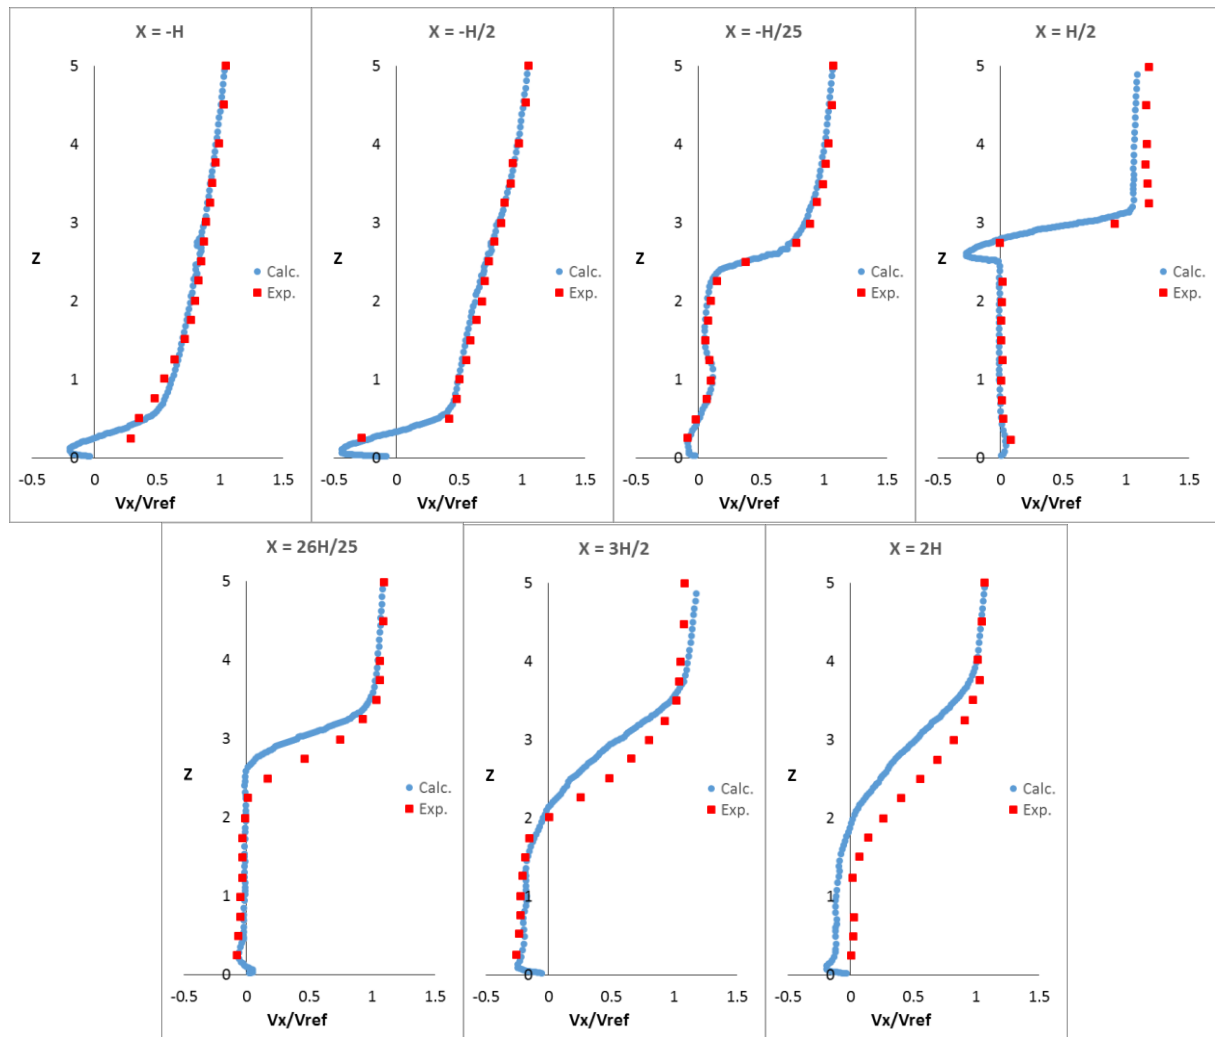 X = -H
5
4
3
Z
Calc.
2
Exp.
1
0
-0.5 0 0.5 1 1.5
Vx/Vref
X = -H/2
5
4
3
Z
Calc.
2
Exp.
1
0
-0.5 0 0.5 1 1.5
Vx/Vref
X = -H/25
5
4
3
Z
Calc.
2
Exp.
1
0
-0.5 0 0.5 1 1.5
Vx/Vref
X = H/2
5
4
3
Z
Calc.
2
Exp.
1
0
-0.5 0 0.5 1 1.5
Vx/Vref
X = 26H/25
5
4
3
Z
Calc.
2
Exp.
1
0
-0.5 0 0.5 1 1.5
Vx/Vref
X = 3H/2
5
4
3
Z
Calc.
2
Exp.
1
0
-0.5 0 0.5 1 1.5
Vx/Vref
X = 2H
5
4
3
Z
Calc.
2
Exp.
1
0
-0.5 0 0.5 1 1.5
Vx/Vref